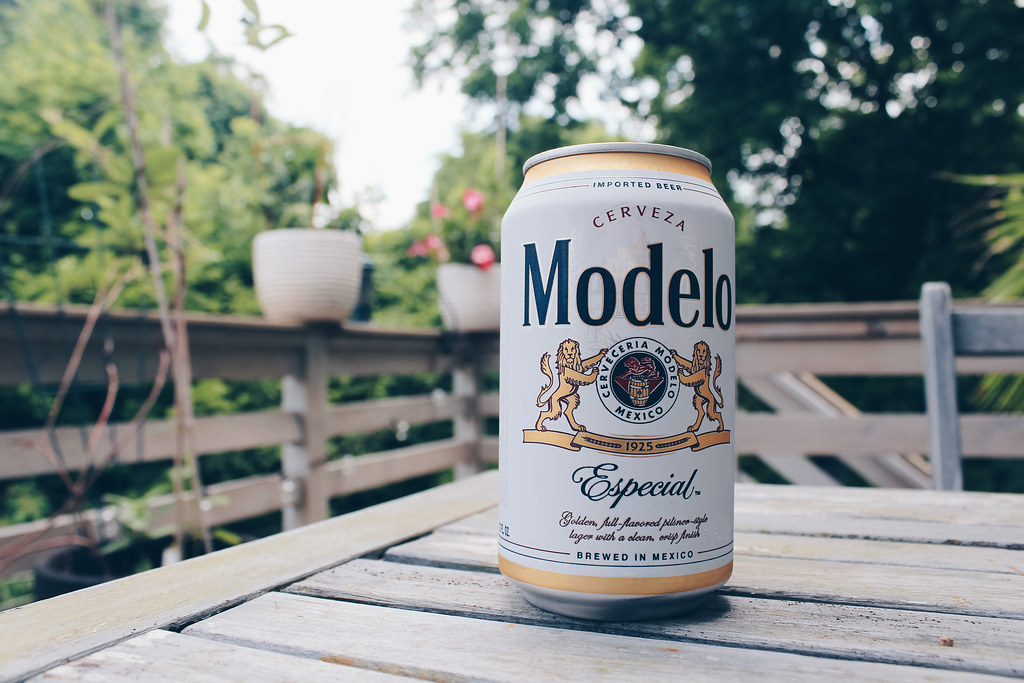 IMPORTED BEER
CERVEZA
Modelo
CERVECERIA MODELO
MEXICO
1925
Especial™
Golden, full-flavored pilsner-style
lager with a clean, crisp finish
BREWED IN MEXICO